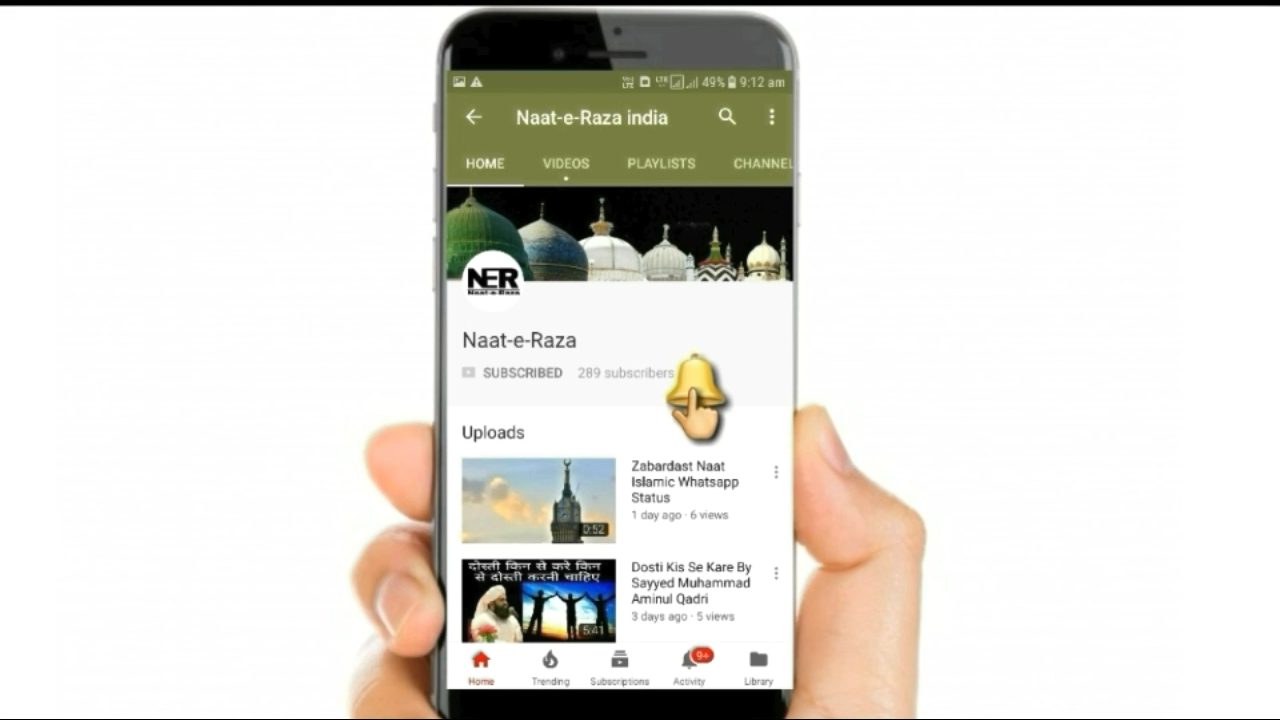 49% 9:12 am
Naat-e-Raza india
HOME VIDEOS PLAYLISTS CHANNEL
NER
Naat-e-Raza
Naat-e-Raza
SUBSCRIBED 289 subscribers
Uploads
Zabardast Naat
Islamic Whatsapp
Status
1 day ago · 6 views
0:52
दोस्ती किन से करे किन
से दोस्ती करनी चाहिए
Dosti Kis Se Kare By
Sayyed Muhammad
Aminul Qadri
3 days ago · 5 views
5:41
9+
Home Trending Subscriptions Activity Library